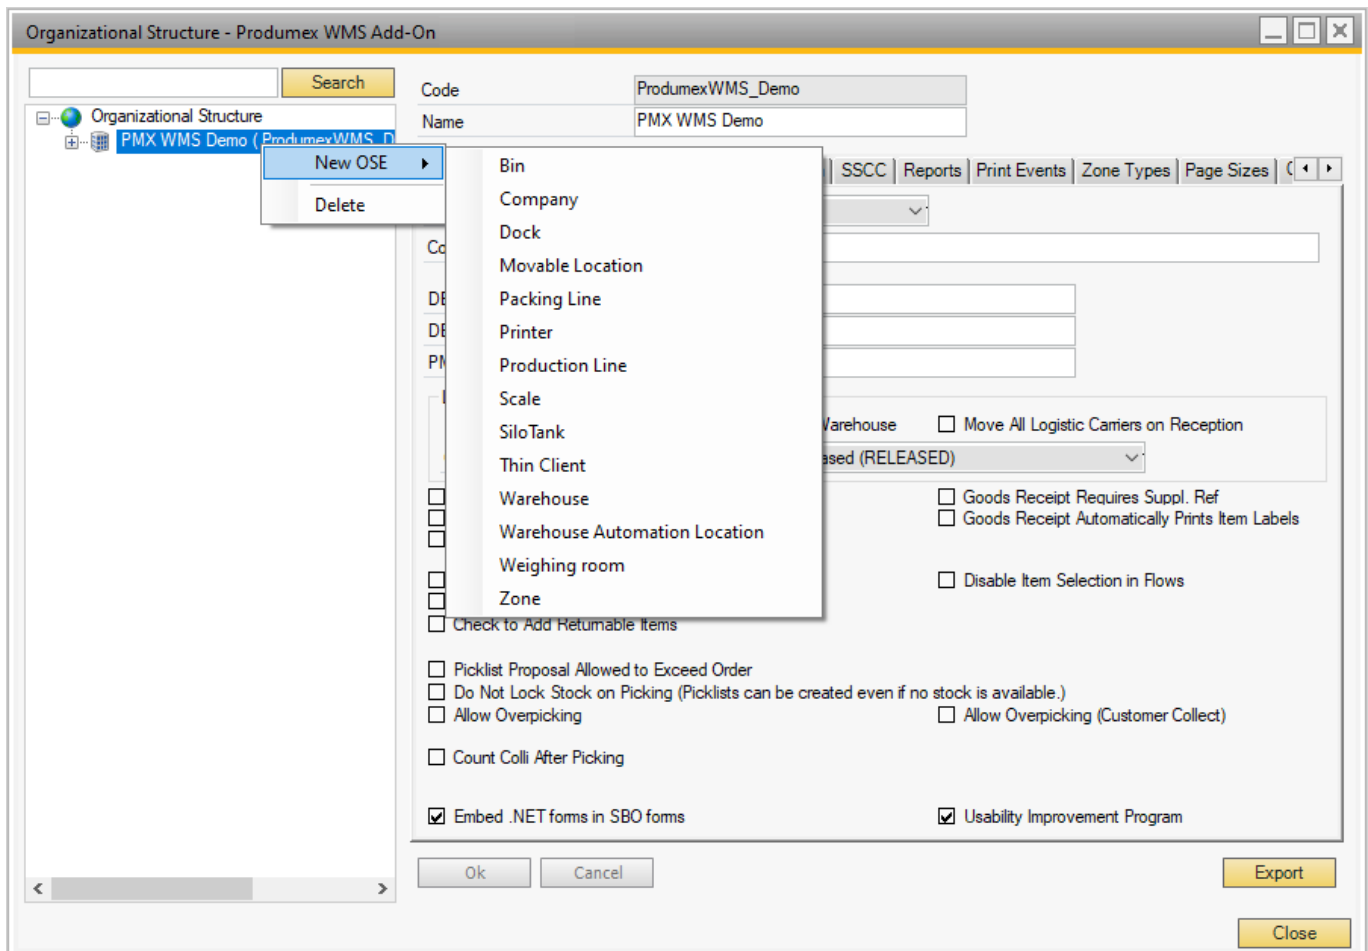 Organizational Structure - Produmex WMS Add-On
Search
Organizational Structure
PMX WMS Demo ( ProdumexWMS_D
New OSE
Delete
Bin
Company
Dock
Movable Location
Packing Line
Printer
Production Line
Scale
SiloTank
Thin Client
Warehouse
Warehouse Automation Location
Weighing room
Zone
Code
ProdumexWMS_Demo
Name
PMX WMS Demo
SSCC
Reports
Print Events
Zone Types
Page Sizes
Co
Move All Logistic Carriers on Reception
(RELEASED)
Goods Receipt Requires Suppl. Ref
Goods Receipt Automatically Prints Item Labels
Disable Item Selection in Flows
Check to Add Returnable Items
Picklist Proposal Allowed to Exceed Order
Do Not Lock Stock on Picking (Picklists can be created even if no stock is available.)
Allow Overpicking
Allow Overpicking (Customer Collect)
Count Colli After Picking
Embed .NET forms in SBO forms
Usability Improvement Program
Ok
Cancel
Export
Close